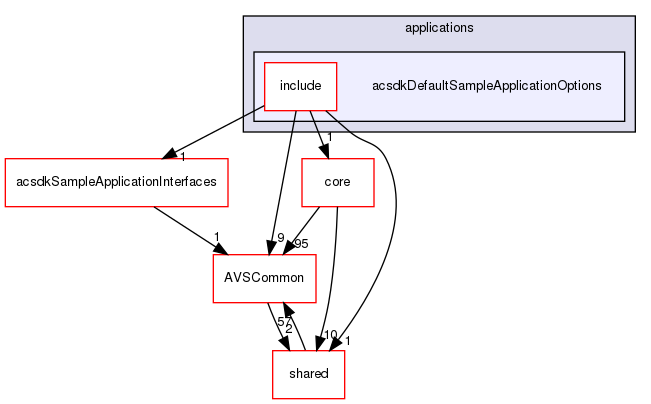 applications
include
acsdkDefaultSampleApplicationOptions
1
1
acsdkSampleApplicationInterfaces
core
1
9
95
AVSCommon
57
2
10
1
shared